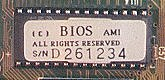 (C) BIOS AMI
ALL RIGHTS RESERVED
S/N D261234